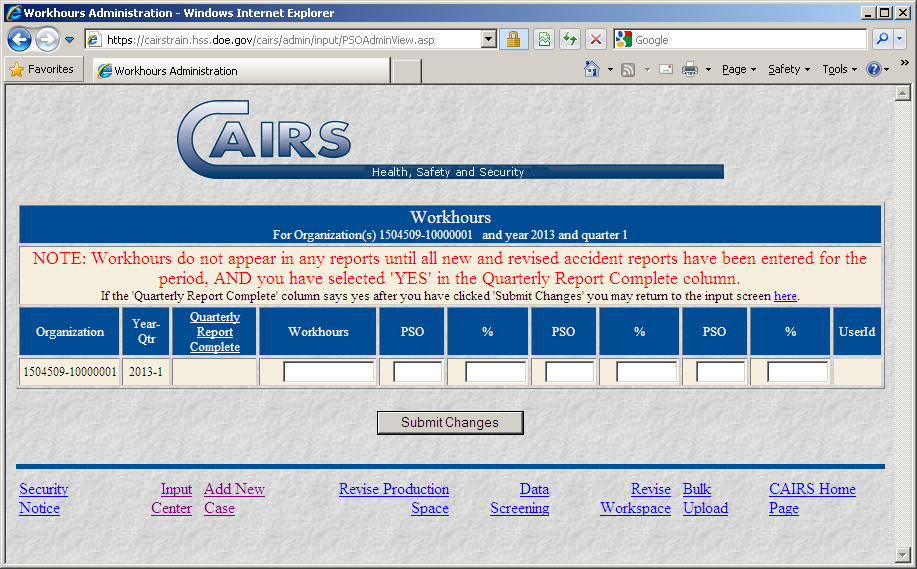 Workhours Administration - Windows Internet Explorer
https://cairstrain.hss.doe.gov/cairs/admin/input/PSOAdminView.asp
Google
Favorites
Workhours Administration
Page
Safety
Tools
CAIRS
Health, Safety and Security
Workhours
For Organization(s) 1504509-10000001 and year 2013 and quarter 1
NOTE: Workhours do not appear in any reports until all new and revised accident reports have been entered for the
period, AND you have selected 'YES' in the Quarterly Report Complete column.
If the 'Quarterly Report Complete' column says yes after you have clicked 'Submit Changes' you may return to the input screen here.
Organization Year-Qtr Quarterly Report Complete Workhours PSO % PSO % PSO % UserId
1504509-10000001 2013-1
Submit Changes
Security Notice
Input Center
Add New Case
Revise Production Space
Data Screening
Revise Workspace
Bulk Upload
CAIRS Home Page